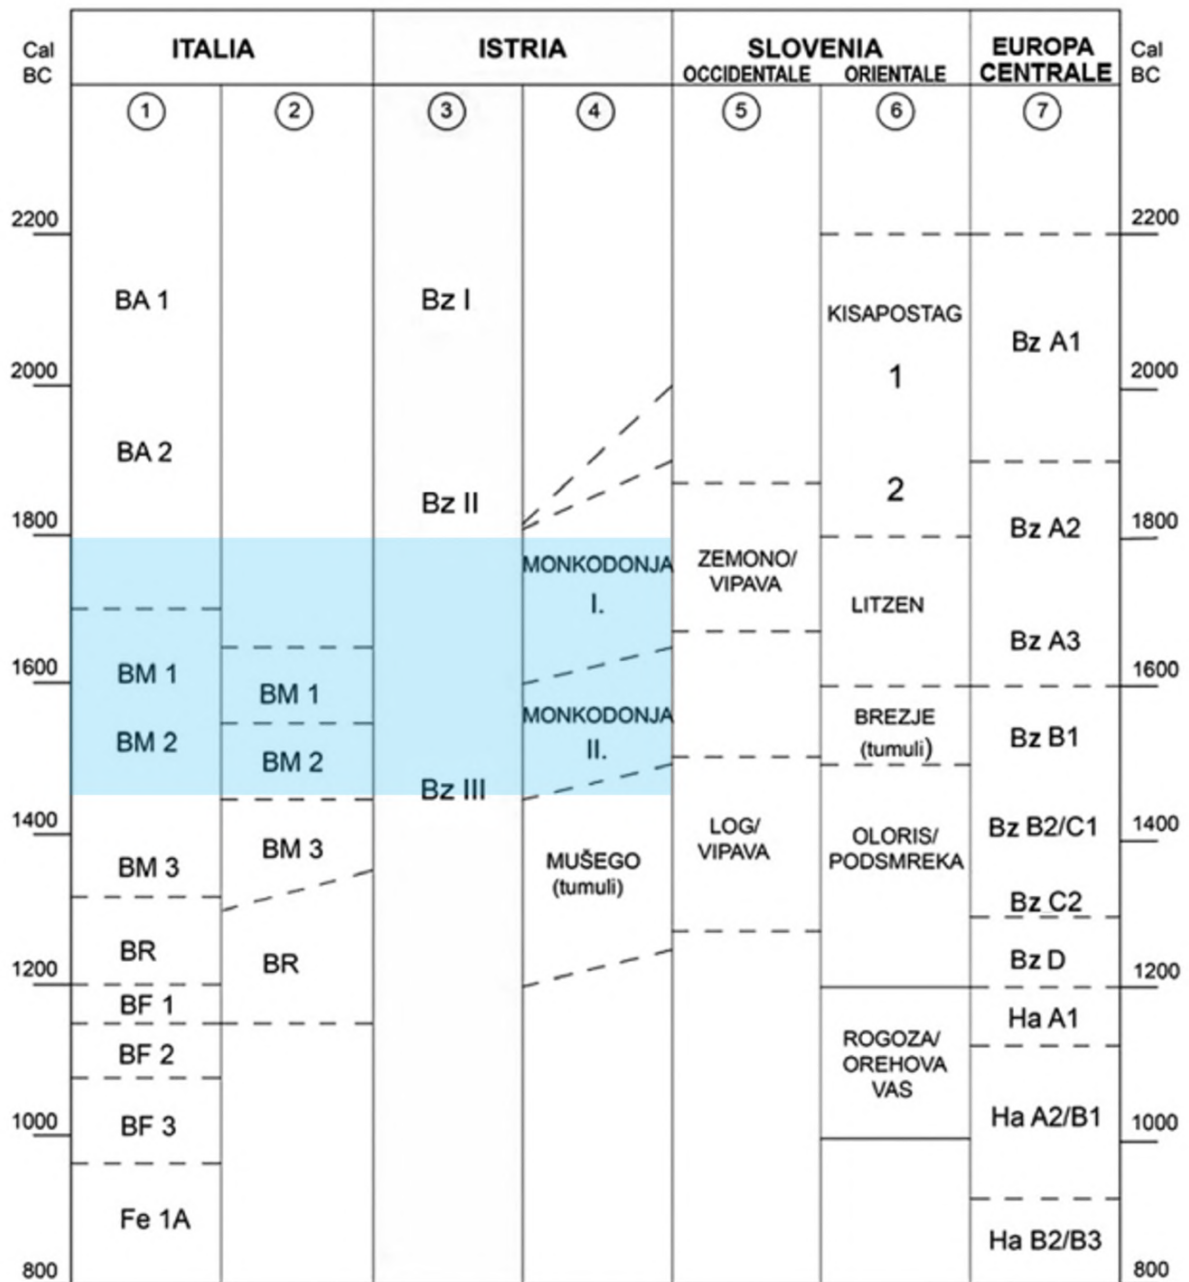 Cal BC
ITALIA
ISTRIA
SLOVENIA
OCCIDENTALE
ORIENTALE
EUROPA CENTRALE
Cal BC
1 2 3 4 5 6 7
2200 2200
KISAPOSTAG
BA 1 Bz I
Bz A1
1
2000 2000
BA 2
2
Bz II
1800 Bz A2 1800
MONKODONJA
I.
ZEMONO/
VIPAVA
LITZEN
Bz A3
BM 1
1600 1600
BM 1
MONKODONJA
II.
BREZJE
(tumuli)
Bz B1
BM 2
BM 2
Bz III
1400 1400
LOG/
VIPAVA
OLORIS/
PODSMREKA
Bz B2/C1
BM 3
MUŠEGO
(tumuli)
BM 3
Bz C2
BR
BR
Bz D
1200 1200
BF 1
Ha A1
ROGOZA/
OREHOVA
VAS
BF 2
BF 3
Ha A2/B1
1000 1000
Fe 1A
Ha B2/B3
800 800